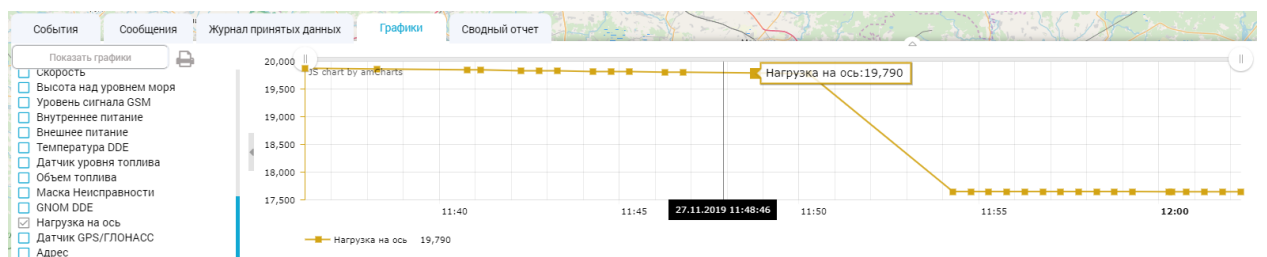 События Сообщения Журнал принятых данных Графики Сводный отчет
Показать графики
Скорость
Высота над уровнем моря
Уровень сигнала GSM
Внутреннее питание
Внешнее питание
Температура DDE
Датчик уровня топлива
Объем топлива
Маска Неисправности
GNOM DDE
Нагрузка на ось
Датчик GPS/ГЛОНАСС
Адрес
20,000
19,500
19,000
18,500
18,000
17,500
JS chart by amCharts
Нагрузка на ось:19,790
11:40 11:45 27.11.2019 11:48:46 11:50 11:55 12:00
Нагрузка на ось 19,790